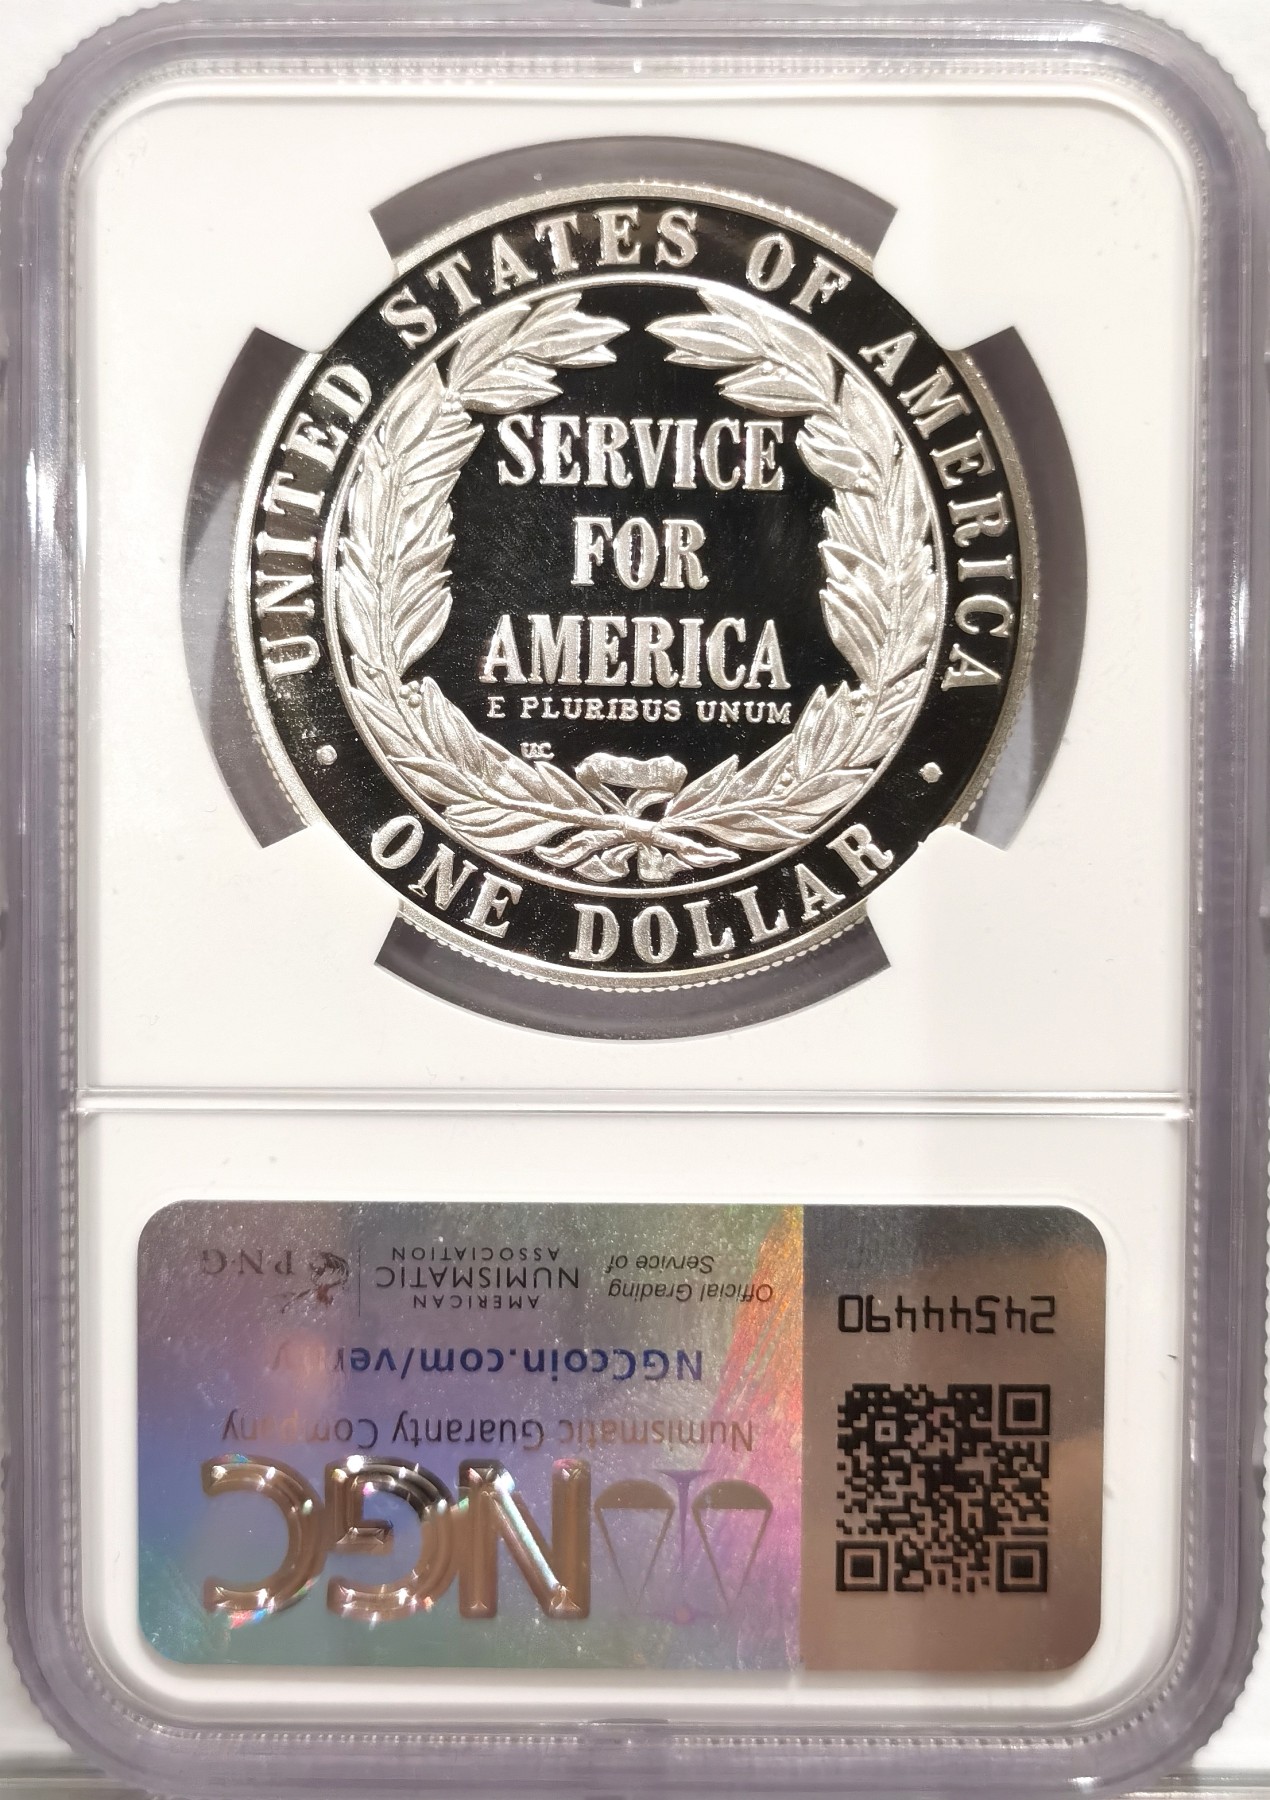 UNITED STATES OF AMERICA
SERVICE
FOR
AMERICA
E PLURIBUS UNUM
• ONE DOLLAR •
NGC
Numismatic Guaranty Company
NGCcoin.com/verify
Official Grading
Service of
AMERICAN
NUMISMATIC
ASSOCIATION
P·N·G
24544490